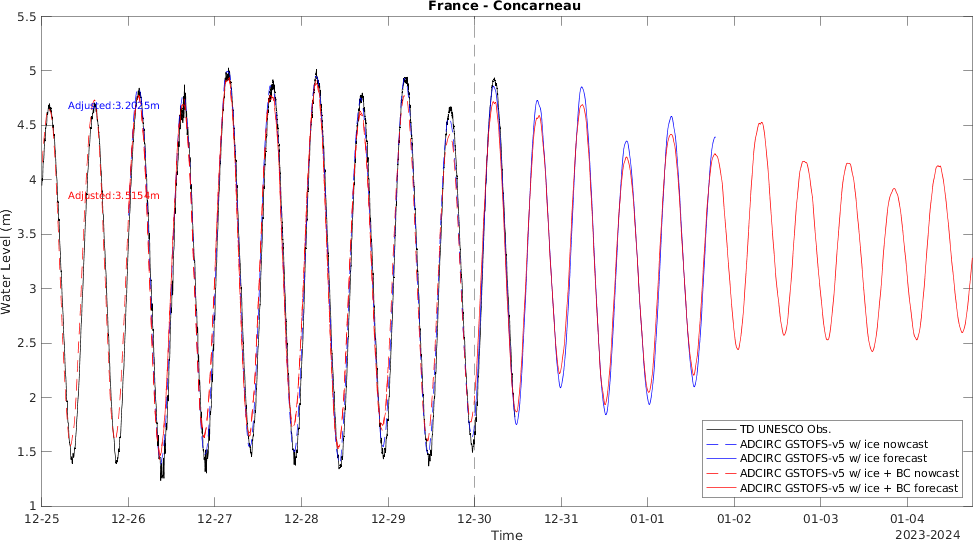 France - Concarneau
5.5
5
4.5
4
3.5
3
2.5
2
1.5
1
Water Level (m)
Adjusted:3.2025m
Adjusted:3.5154m
TD UNESCO Obs.
ADCIRC GSTOFS-v5 w/ ice nowcast
ADCIRC GSTOFS-v5 w/ ice forecast
ADCIRC GSTOFS-v5 w/ ice + BC nowcast
ADCIRC GSTOFS-v5 w/ ice + BC forecast
12-25 12-26 12-27 12-28 12-29 12-30 12-31 01-01 01-02 01-03 01-04
Time
2023-2024